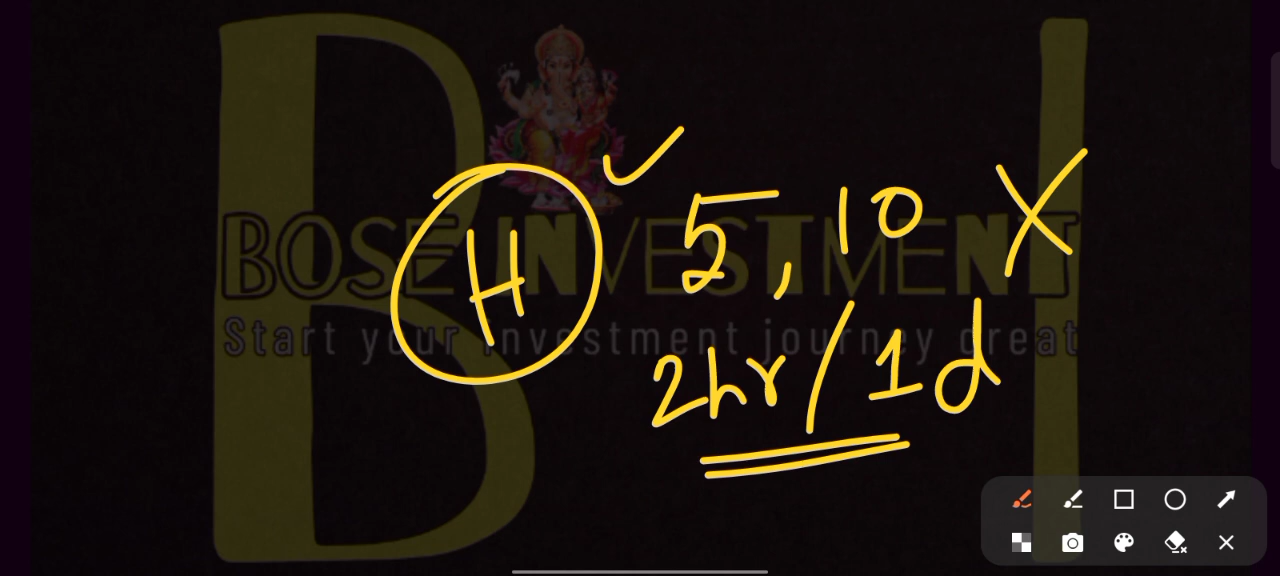 ✓
H 5, 10 X
BOSE INVESTMENT
Start your investment journey great
2hr/1d